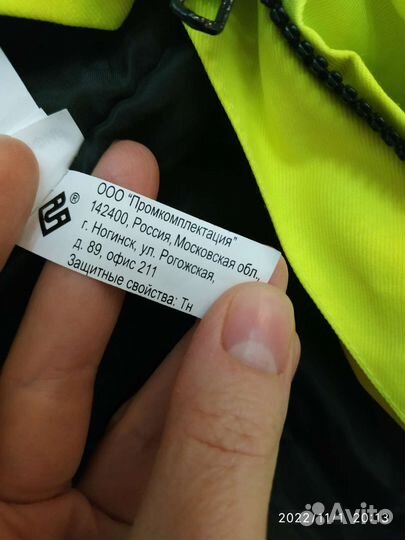 ООО "Промкомплектация"
142400, Россия, Московская обл.,
г. Ногинск, ул. Рогожская,
д. 89, офис 211
Защитные свойства: Тн
2022/11/1 20:13
Avito